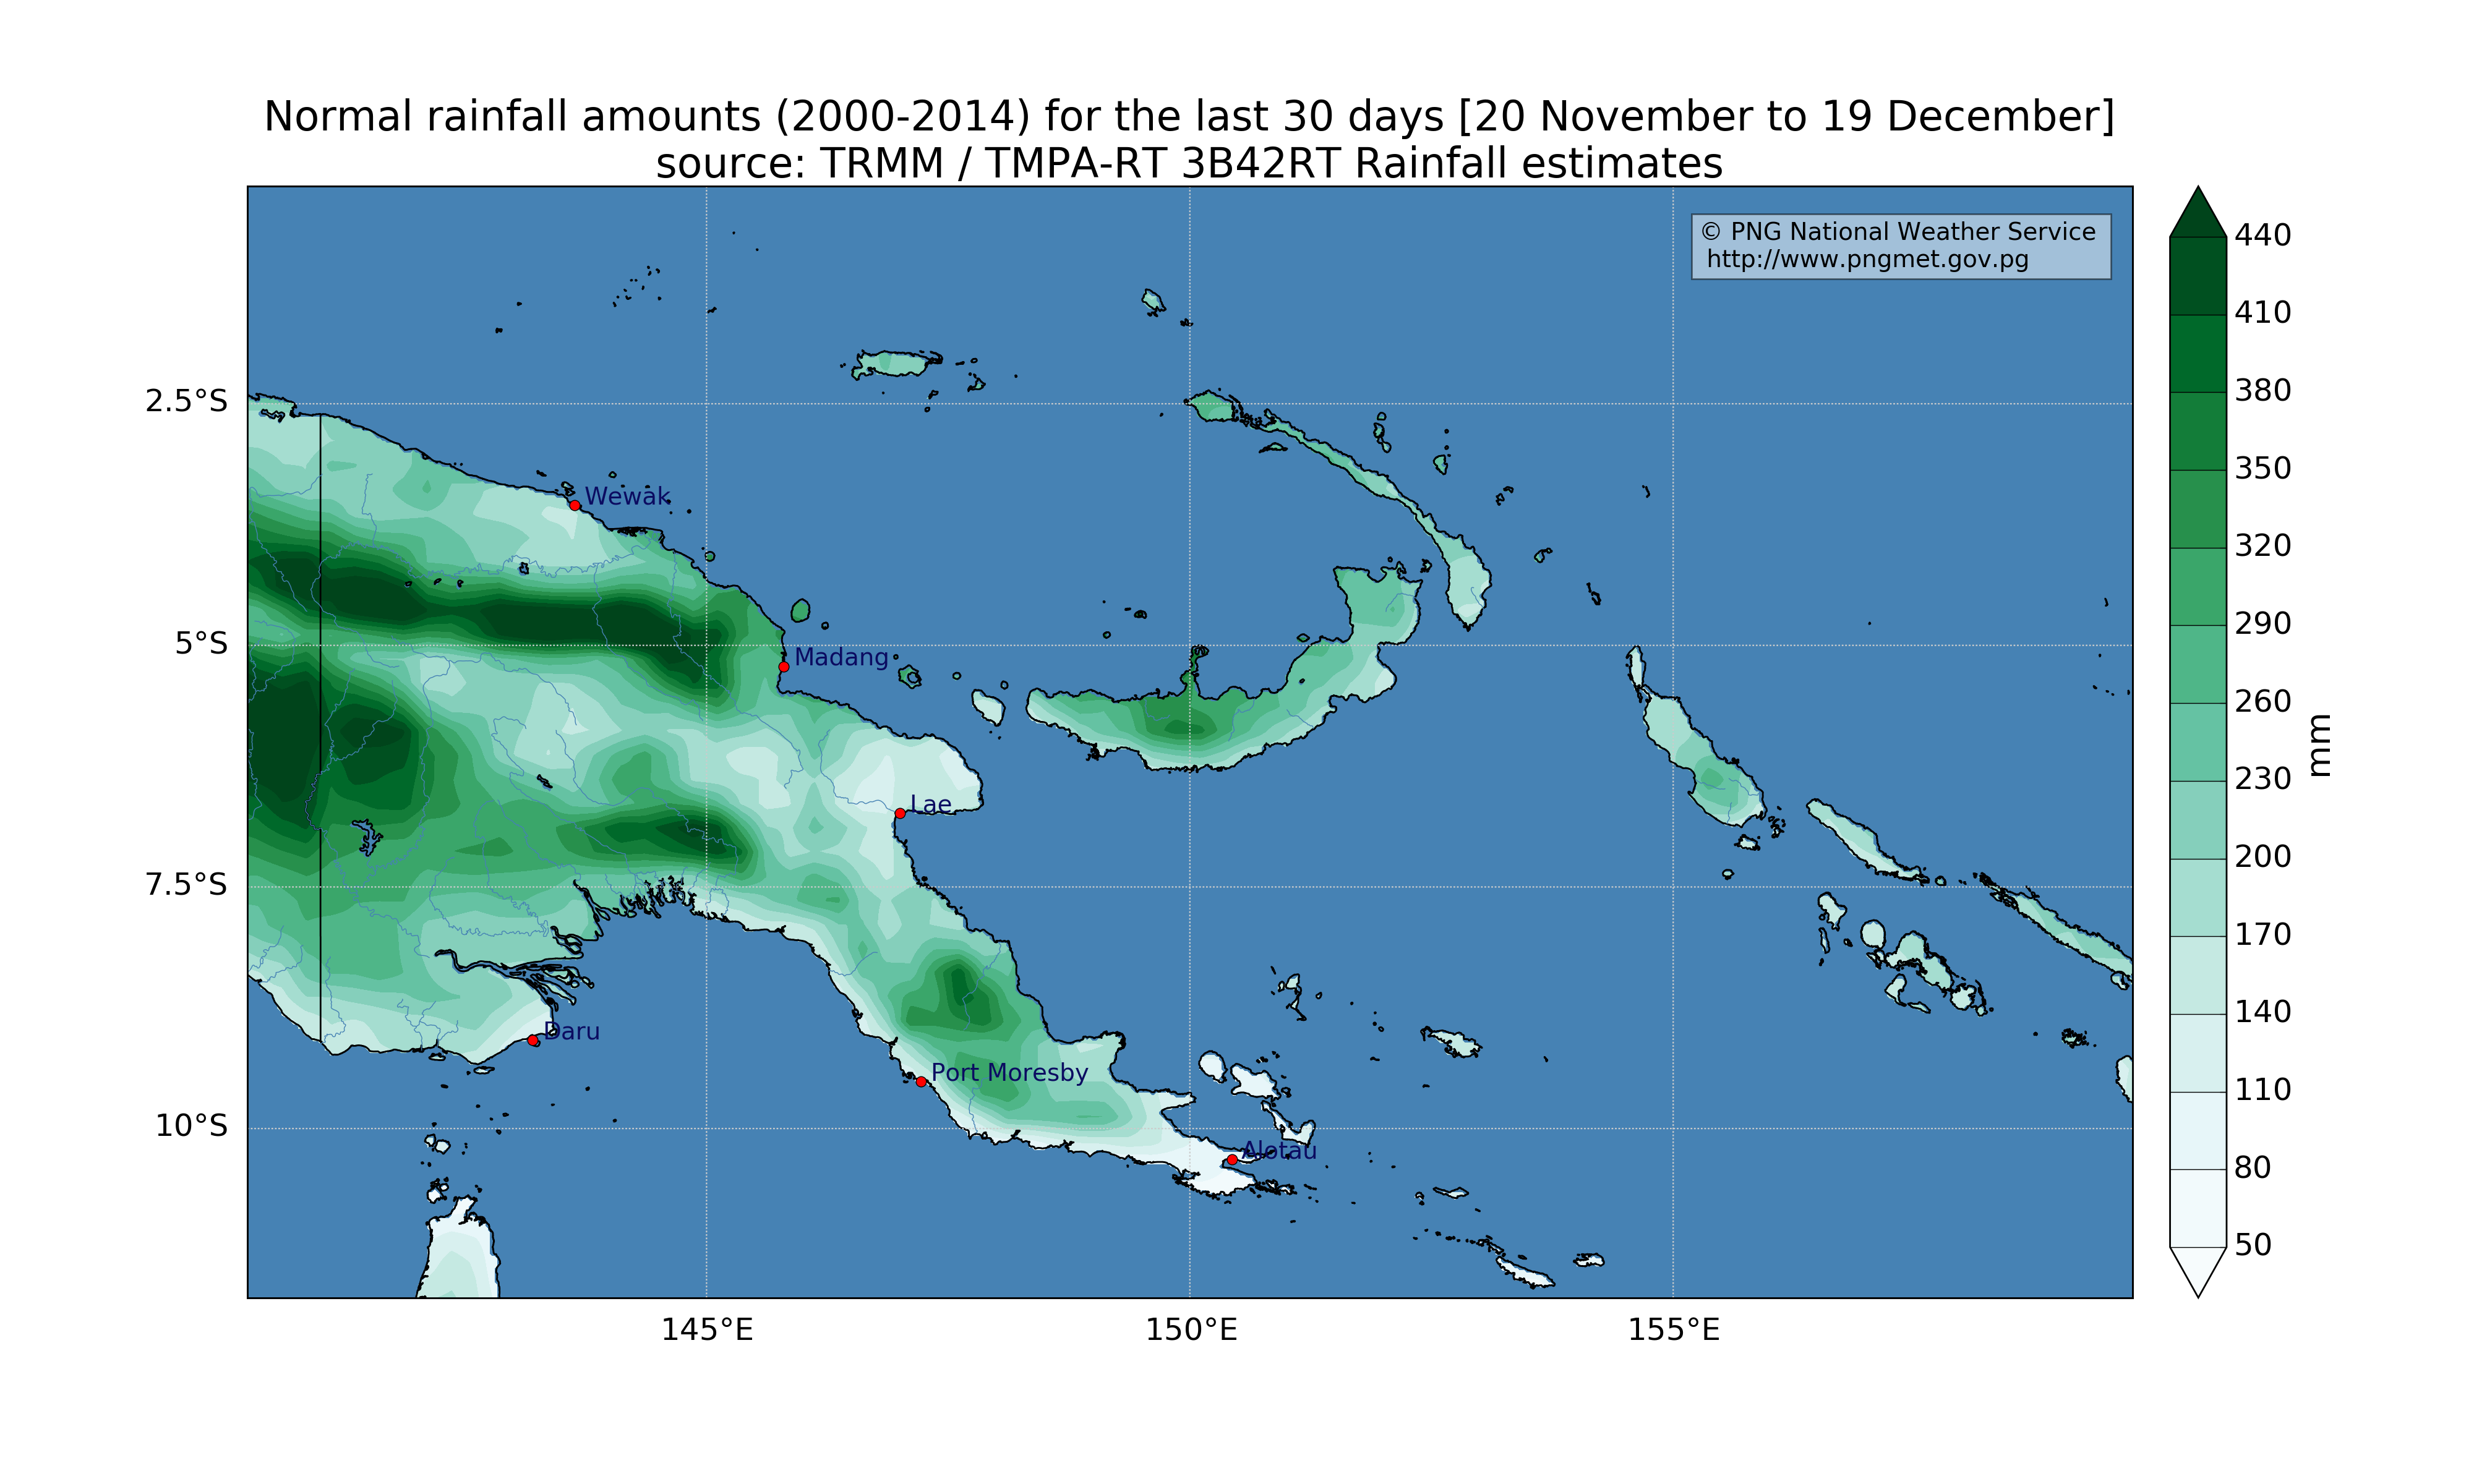 Normal rainfall amounts (2000-2014) for the last 30 days [20 November to 19 December]
source: TRMM / TMPA-RT 3B42RT Rainfall estimates
© PNG National Weather Service
http://www.pngmet.gov.pg
440
410
380
350
320
290
260
230
200
170
140
110
80
50
mm
2.5°S
5°S
7.5°S
10°S
Wewak
Madang
Lae
Daru
Port Moresby
Alotau
145°E
150°E
155°E